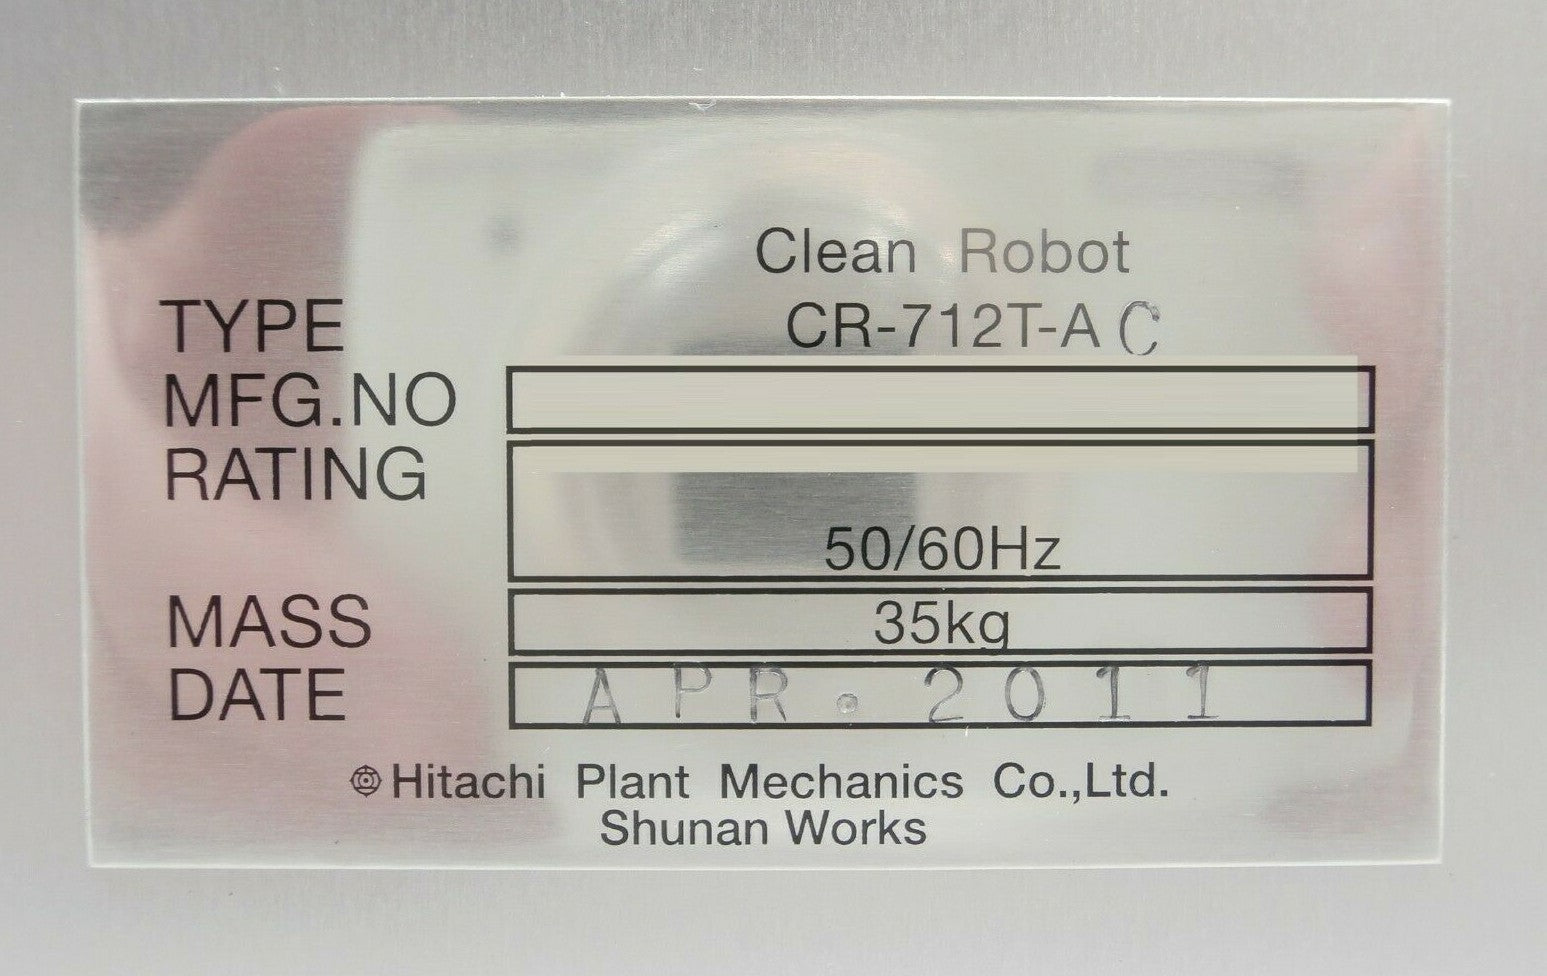 Clean Robot
TYPE CR-712T-AC
MFG.NO
RATING
50/60Hz
MASS 35kg
DATE APR.2011
Hitachi Plant Mechanics Co.,Ltd.
Shunan Works